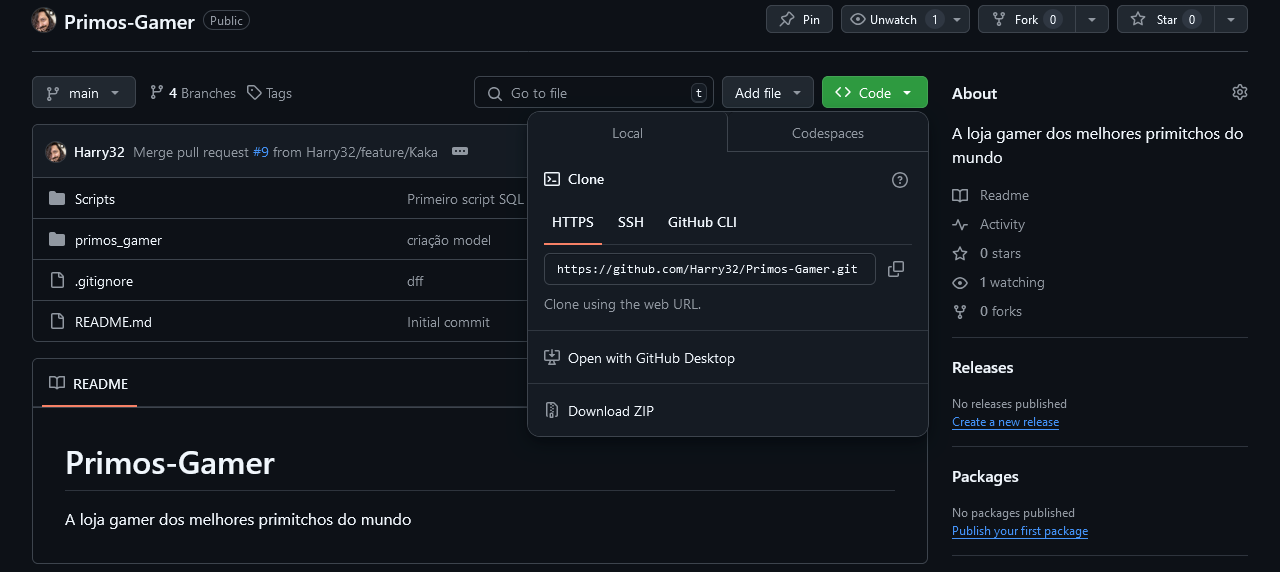 Primos-Gamer Public Pin Unwatch 1 Fork 0 Star 0
main 4 Branches Tags Go to file t Add file Code
Local Codespaces
Harry32 Merge pull request #9 from Harry32/feature/Kaka
Clone
Scripts Primeiro script SQL
HTTPS SSH GitHub CLI
primos_gamer criação model
https://github.com/Harry32/Primos-Gamer.git
.gitignore dff
Clone using the web URL.
README.md Initial commit
Open with GitHub Desktop
Download ZIP
README
Primos-Gamer
A loja gamer dos melhores primitchos do mundo
About
A loja gamer dos melhores primitchos do
mundo
Readme
Activity
0 stars
1 watching
0 forks
Releases
No releases published
Create a new release
Packages
No packages published
Publish your first package